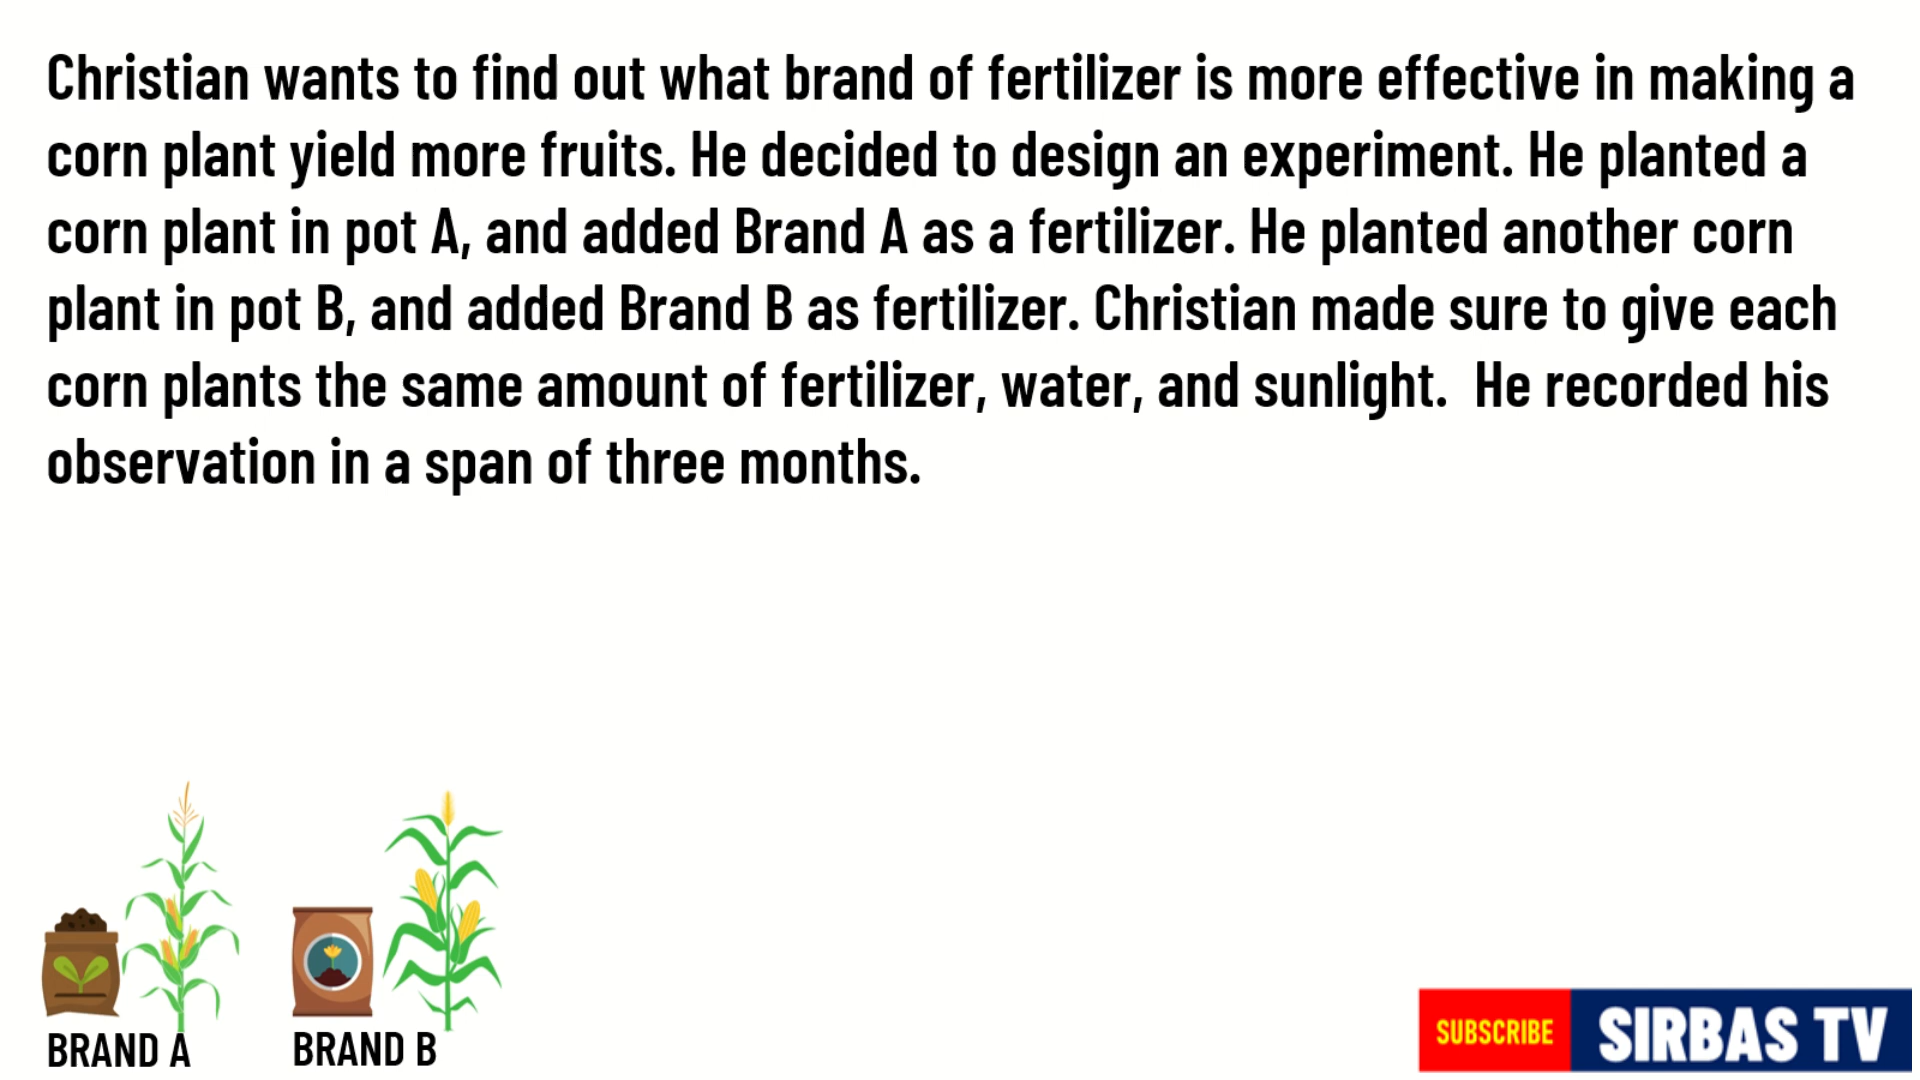 Christian wants to find out what brand of fertilizer is more effective in making a
corn plant yield more fruits. He decided to design an experiment. He planted a
corn plant in pot A, and added Brand A as a fertilizer. He planted another corn
plant in pot B, and added Brand B as fertilizer. Christian made sure to give each
corn plants the same amount of fertilizer, water, and sunlight.  He recorded his
observation in a span of three months.
BRAND A
BRAND B
SUBSCRIBE
SIRBAS TV